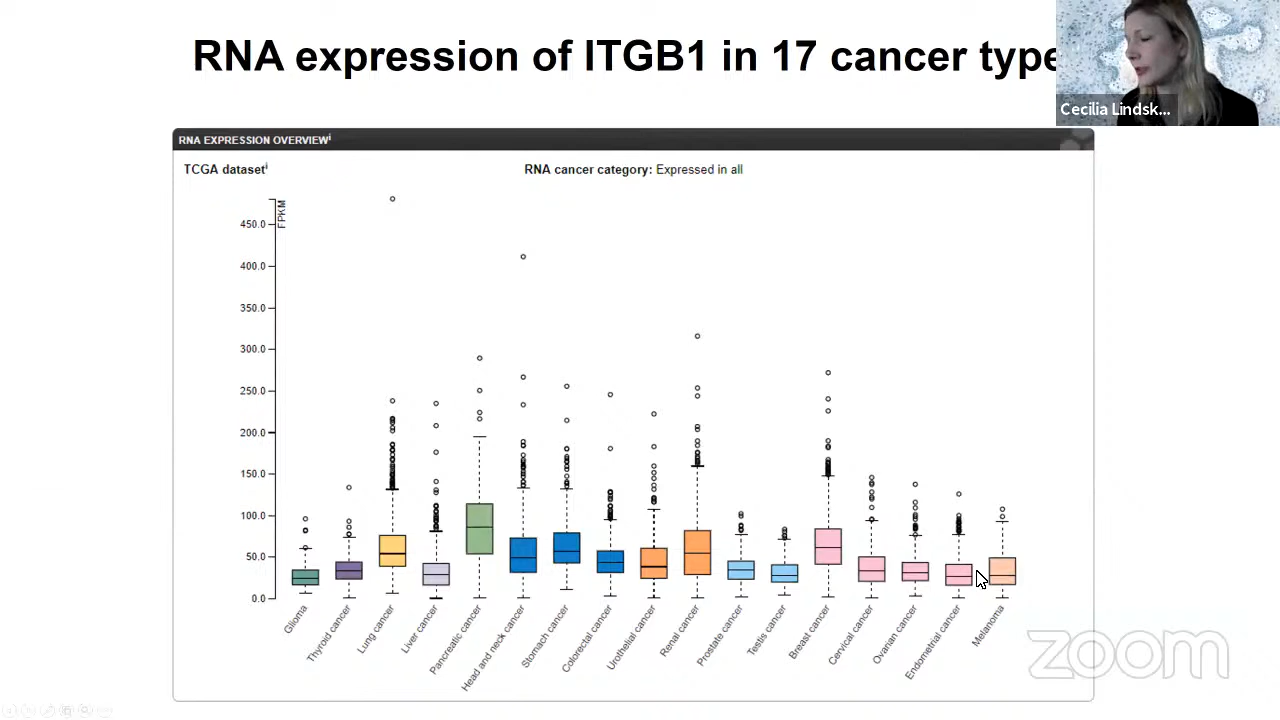 RNA expression of ITGB1 in 17 cancer type
Cecilia Lindsk...
RNA EXPRESSION OVERVIEWi
TCGA dataseti
RNA cancer category: Expressed in all
FPKM
450.0
400.0
350.0
300.0
250.0
200.0
150.0
100.0
50.0
0.0
Glioma
Thyroid cancer
Lung cancer
Liver cancer
Pancreatic cancer
Head and neck cancer
Stomach cancer
Colorectal cancer
Urothelial cancer
Renal cancer
Prostate cancer
Testis cancer
Breast cancer
Cervical cancer
Ovarian cancer
Endometrial cancer
Melanoma
zoom